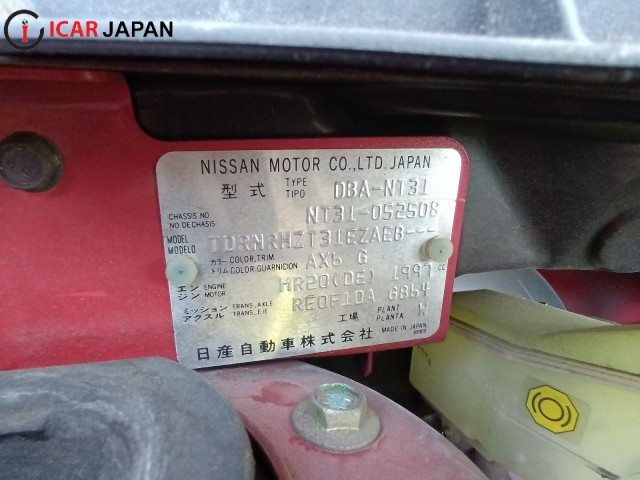 ICAR JAPAN
NISSAN MOTOR CO.,LTD.JAPAN
型式 TYPE TIPO DBA-NT31
CHASSIS NO. NO.DECHASIS NT31-052508
MODEL MODELO TDRNRHZT31EZAEB---
カラー トリム COLOR,TRIM COLOR,GUARNICION AX6 G
エンジン ENGINE MOTOR MR20(DE) 1997 CC
ミッション アクスル TRANS.,AXLE TRANS.,EJE RE0F10A G864
工場 PLANT PLANTA N
日産自動車株式会社 MADE IN JAPAN